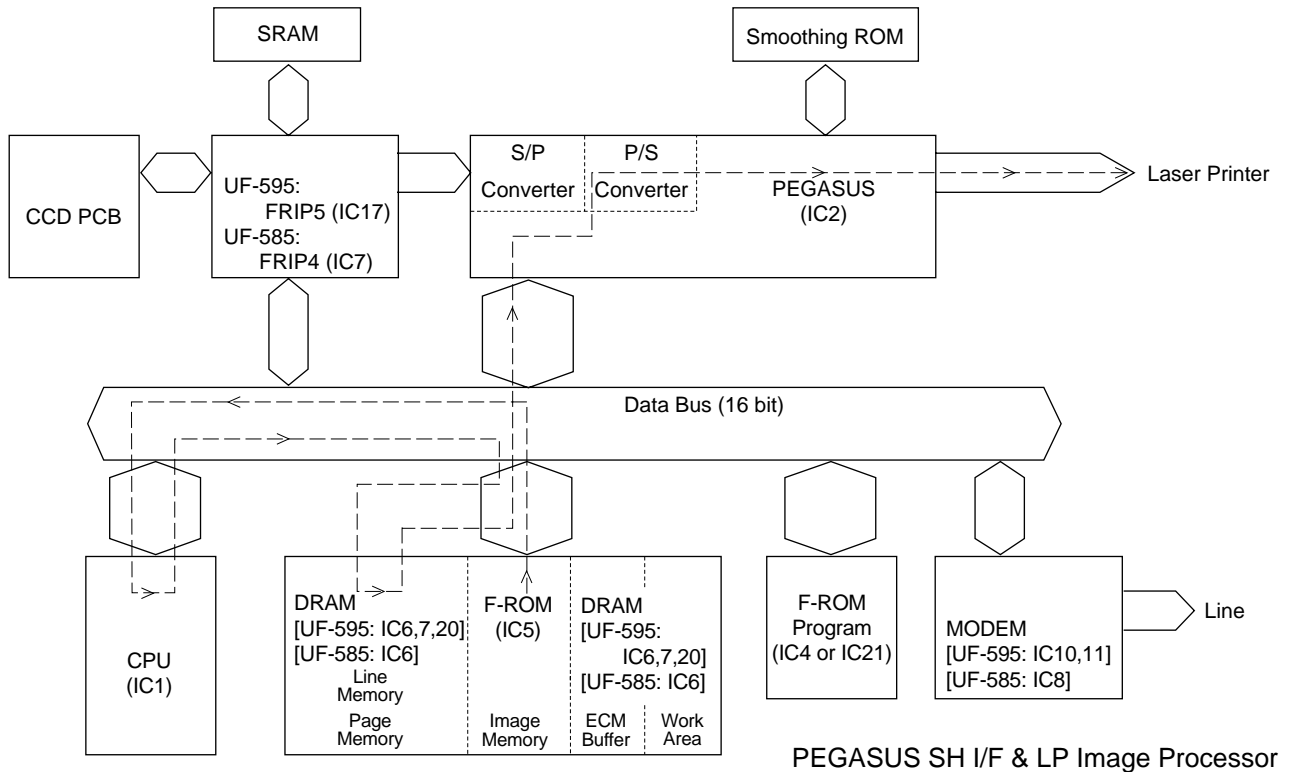 SRAM
Smoothing ROM
CCD PCB
UF-595:
FRIP5 (IC17)
UF-585:
FRIP4 (IC7)
S/P
Converter
P/S
Converter
PEGASUS
(IC2)
Laser Printer
Data Bus (16 bit)
CPU
(IC1)
DRAM
[UF-595: IC6,7,20]
[UF-585: IC6]
Line
Memory
Page
Memory
F-ROM
(IC5)
Image
Memory
DRAM
[UF-595:
IC6,7,20]
[UF-585: IC6]
ECM
Buffer
Work
Area
F-ROM
Program
(IC4 or IC21)
MODEM
[UF-595: IC10,11]
[UF-585: IC8]
Line
PEGASUS SH I/F & LP Image Processor